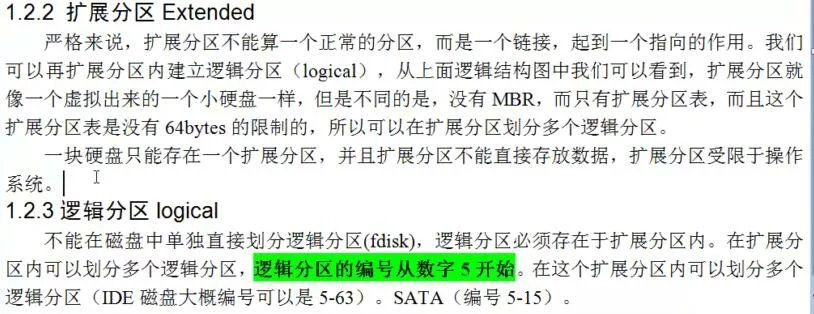 1.2.2 扩展分区 Extended
严格来说，扩展分区不能算一个正常的分区，而是一个链接，起到一个指向的作用。我们
可以再扩展分区内建立逻辑分区（logical），从上面逻辑结构图中我们可以看到，扩展分区就
像一个虚拟出来的一个小硬盘一样，但是不同的是，没有 MBR，而只有扩展分区表，而且这个
扩展分区表是没有 64bytes 的限制的，所以可以在扩展分区划分多个逻辑分区。
一块硬盘只能存在一个扩展分区，并且扩展分区不能直接存放数据，扩展分区受限于操作
系统。
1.2.3 逻辑分区 logical
不能在磁盘中单独直接划分逻辑分区(fdisk)，逻辑分区必须存在于扩展分区内。在扩展分
区内可以划分多个逻辑分区，逻辑分区的编号从数字 5 开始。在这个扩展分区内可以划分多个
逻辑分区（IDE 磁盘大概编号可以是 5-63）。SATA（编号 5-15）。